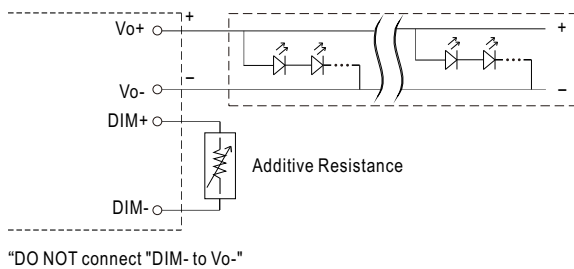 Vo+ + +
Vo- − −
DIM+
Additive Resistance
DIM-
“DO NOT connect "DIM- to Vo-"